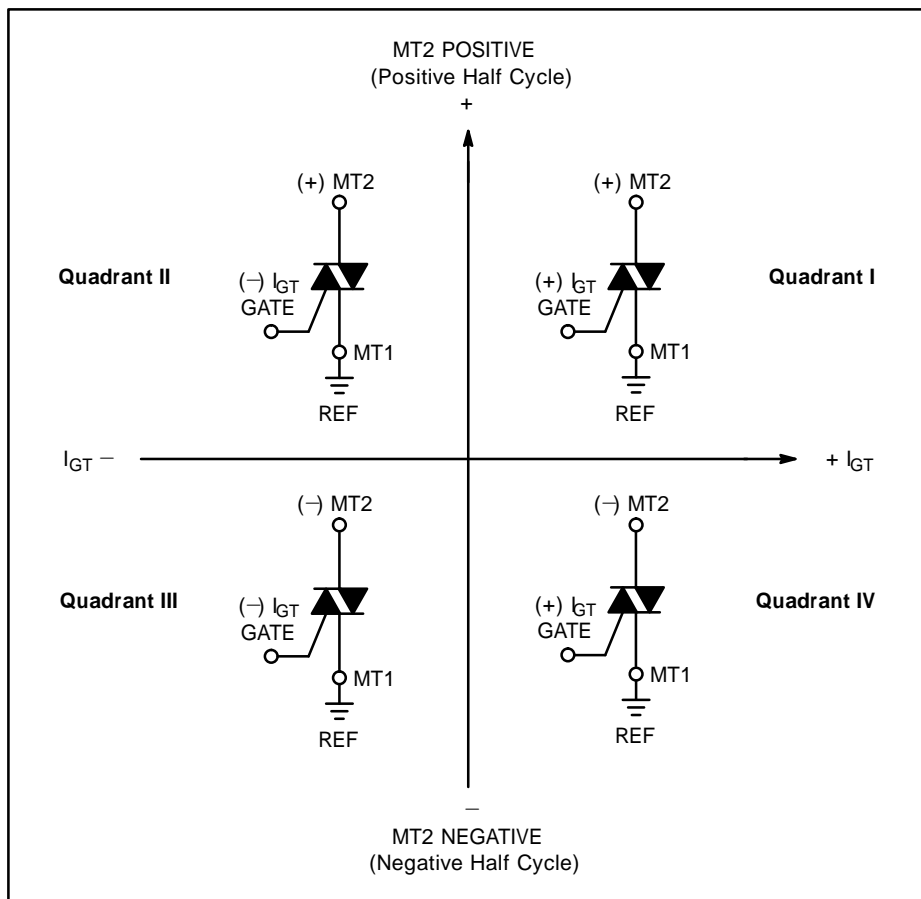 MT2 POSITIVE
(Positive Half Cycle)
+
(+) MT2
(+) MT2
Quadrant II
(−) IGT
GATE
(+) IGT
GATE
Quadrant I
MT1
MT1
REF
REF
IGT −
+ IGT
(−) MT2
(−) MT2
Quadrant III
(−) IGT
GATE
(+) IGT
GATE
Quadrant IV
MT1
MT1
REF
REF
−
MT2 NEGATIVE
(Negative Half Cycle)